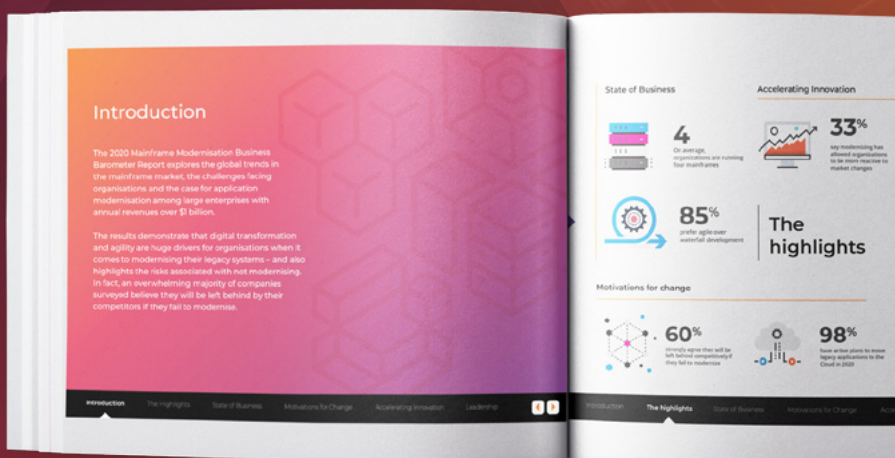 Introduction
The 2020 Mainframe Modernisation Business
Barometer Report explores the global trends in
the mainframe market, the challenges facing
organisations and the case for application
modernisation among large enterprises with
annual revenues over $1 billion.
The results demonstrate that digital transformation
and agility are huge drivers for organisations when it
comes to modernising their legacy systems – and also
highlights the risks associated with not modernising.
In fact, an overwhelming majority of companies
surveyed believe they will be left behind by their
competitors if they fail to modernise.
Introduction The Highlights State of Business Motivations for Change Accelerating Innovation Leadership
State of Business
4
On average,
organizations are running
four mainframes
85%
prefer agile over
waterfall development
Accelerating Innovation
33%
say modernising has
allowed organizations
to be more reactive to
market changes
The
highlights
Motivations for change
60%
strongly agree they will be
left behind competitively if
they fail to modernize
98%
have active plans to move
legacy applications to the
Cloud in 2020
Introduction The highlights State of Business Motivations for Change